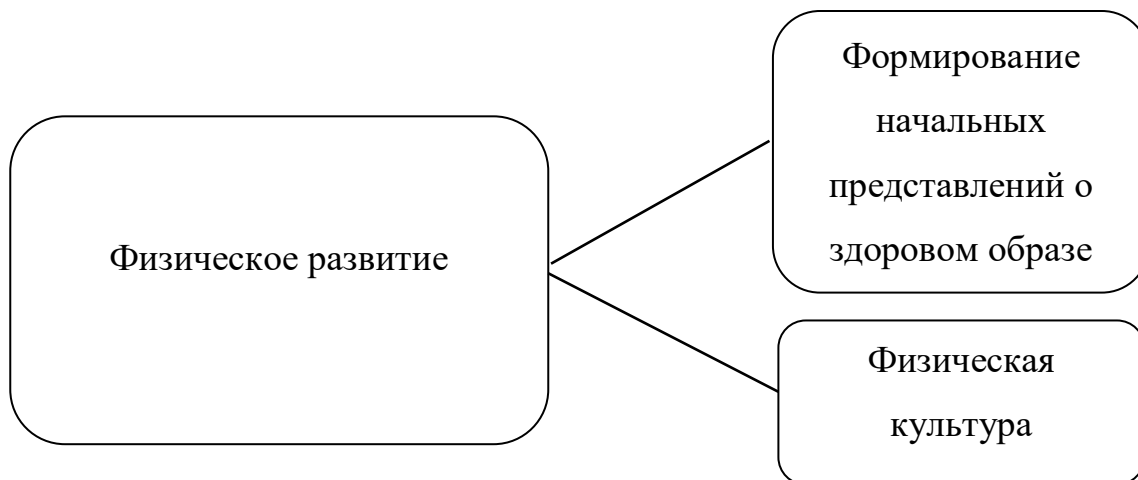 Физическое развитие
Формирование
начальных
представлений о
здоровом образе
Физическая
культура